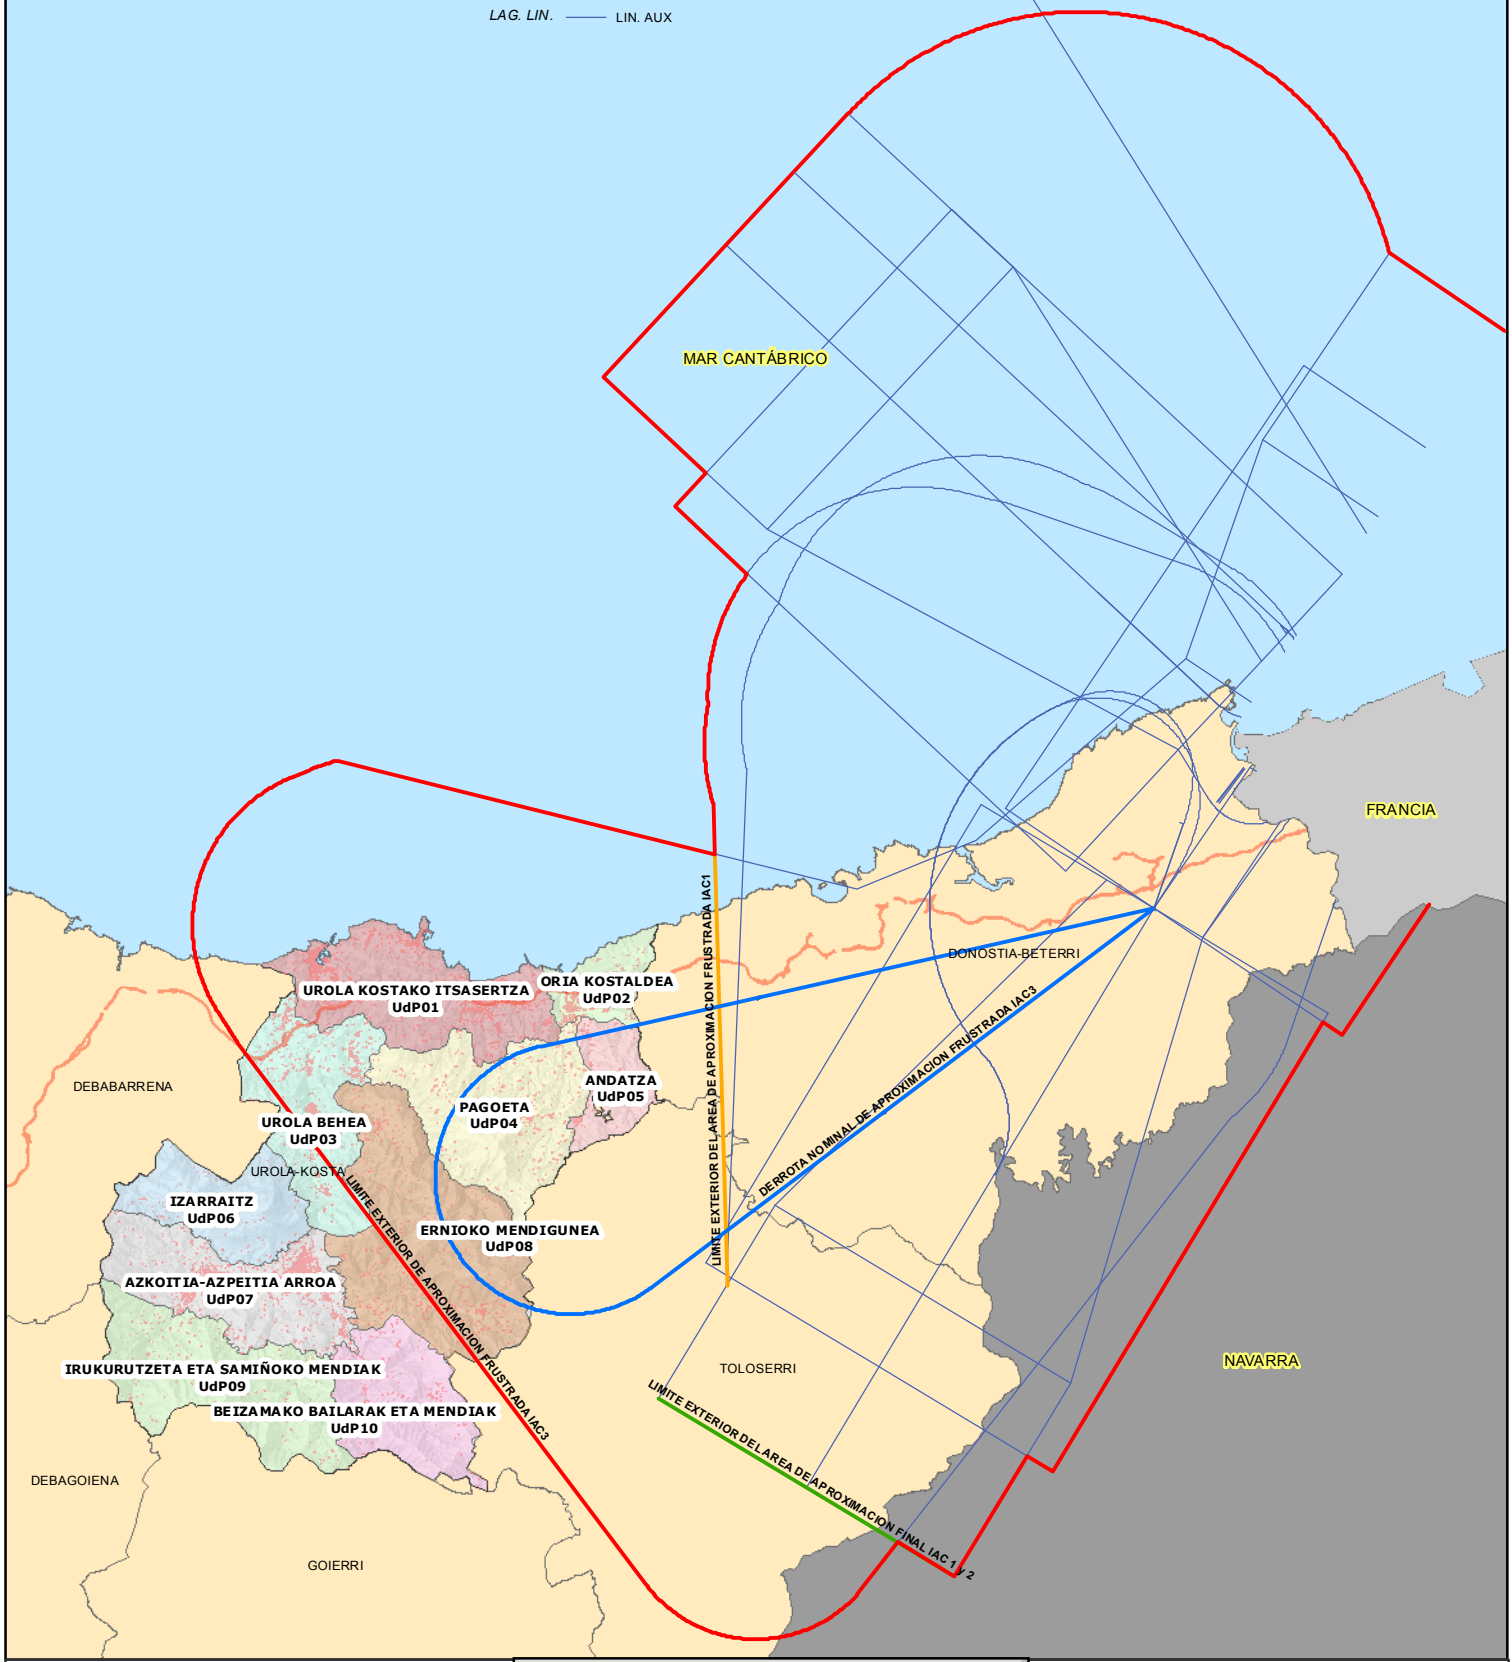 LAG. LIN.
LIN. AUX
MAR CANTÁBRICO
FRANCIA
LIMITE EXTERIOR DEL AREA DE APROXIMACION FRUSTRADA IAC1
DONOSTIA-BETERRI
ORIA KOSTALDEA
UdP02
UROLA KOSTAKO ITSASERTZA
UdP01
DERROTA NOMINAL DE APROXIMACION FRUSTRADA IAC3
DEBABARRENA
ANDATZA
UdP05
PAGOETA
UdP04
UROLA BEHEA
UdP03
UROLA-KOSTA
IZARRAITZ
UdP06
LIMITE EXTERIOR DE APROXIMACION FRUSTRADA IAC3
ERNIOKO MENDIGUNEA
UdP08
AZKOITIA-AZPEITIA ARROA
UdP07
NAVARRA
TOLOSERRI
IRUKURUTZETA ETA SAMIÑOKO MENDIAK
UdP09
LIMITE EXTERIOR DEL AREA DE APROXIMACION FINAL IAC 1 y 2
BEIZAMAKO BAILARAK ETA MENDIAK
UdP10
DEBAGOIENA
GOIERRI